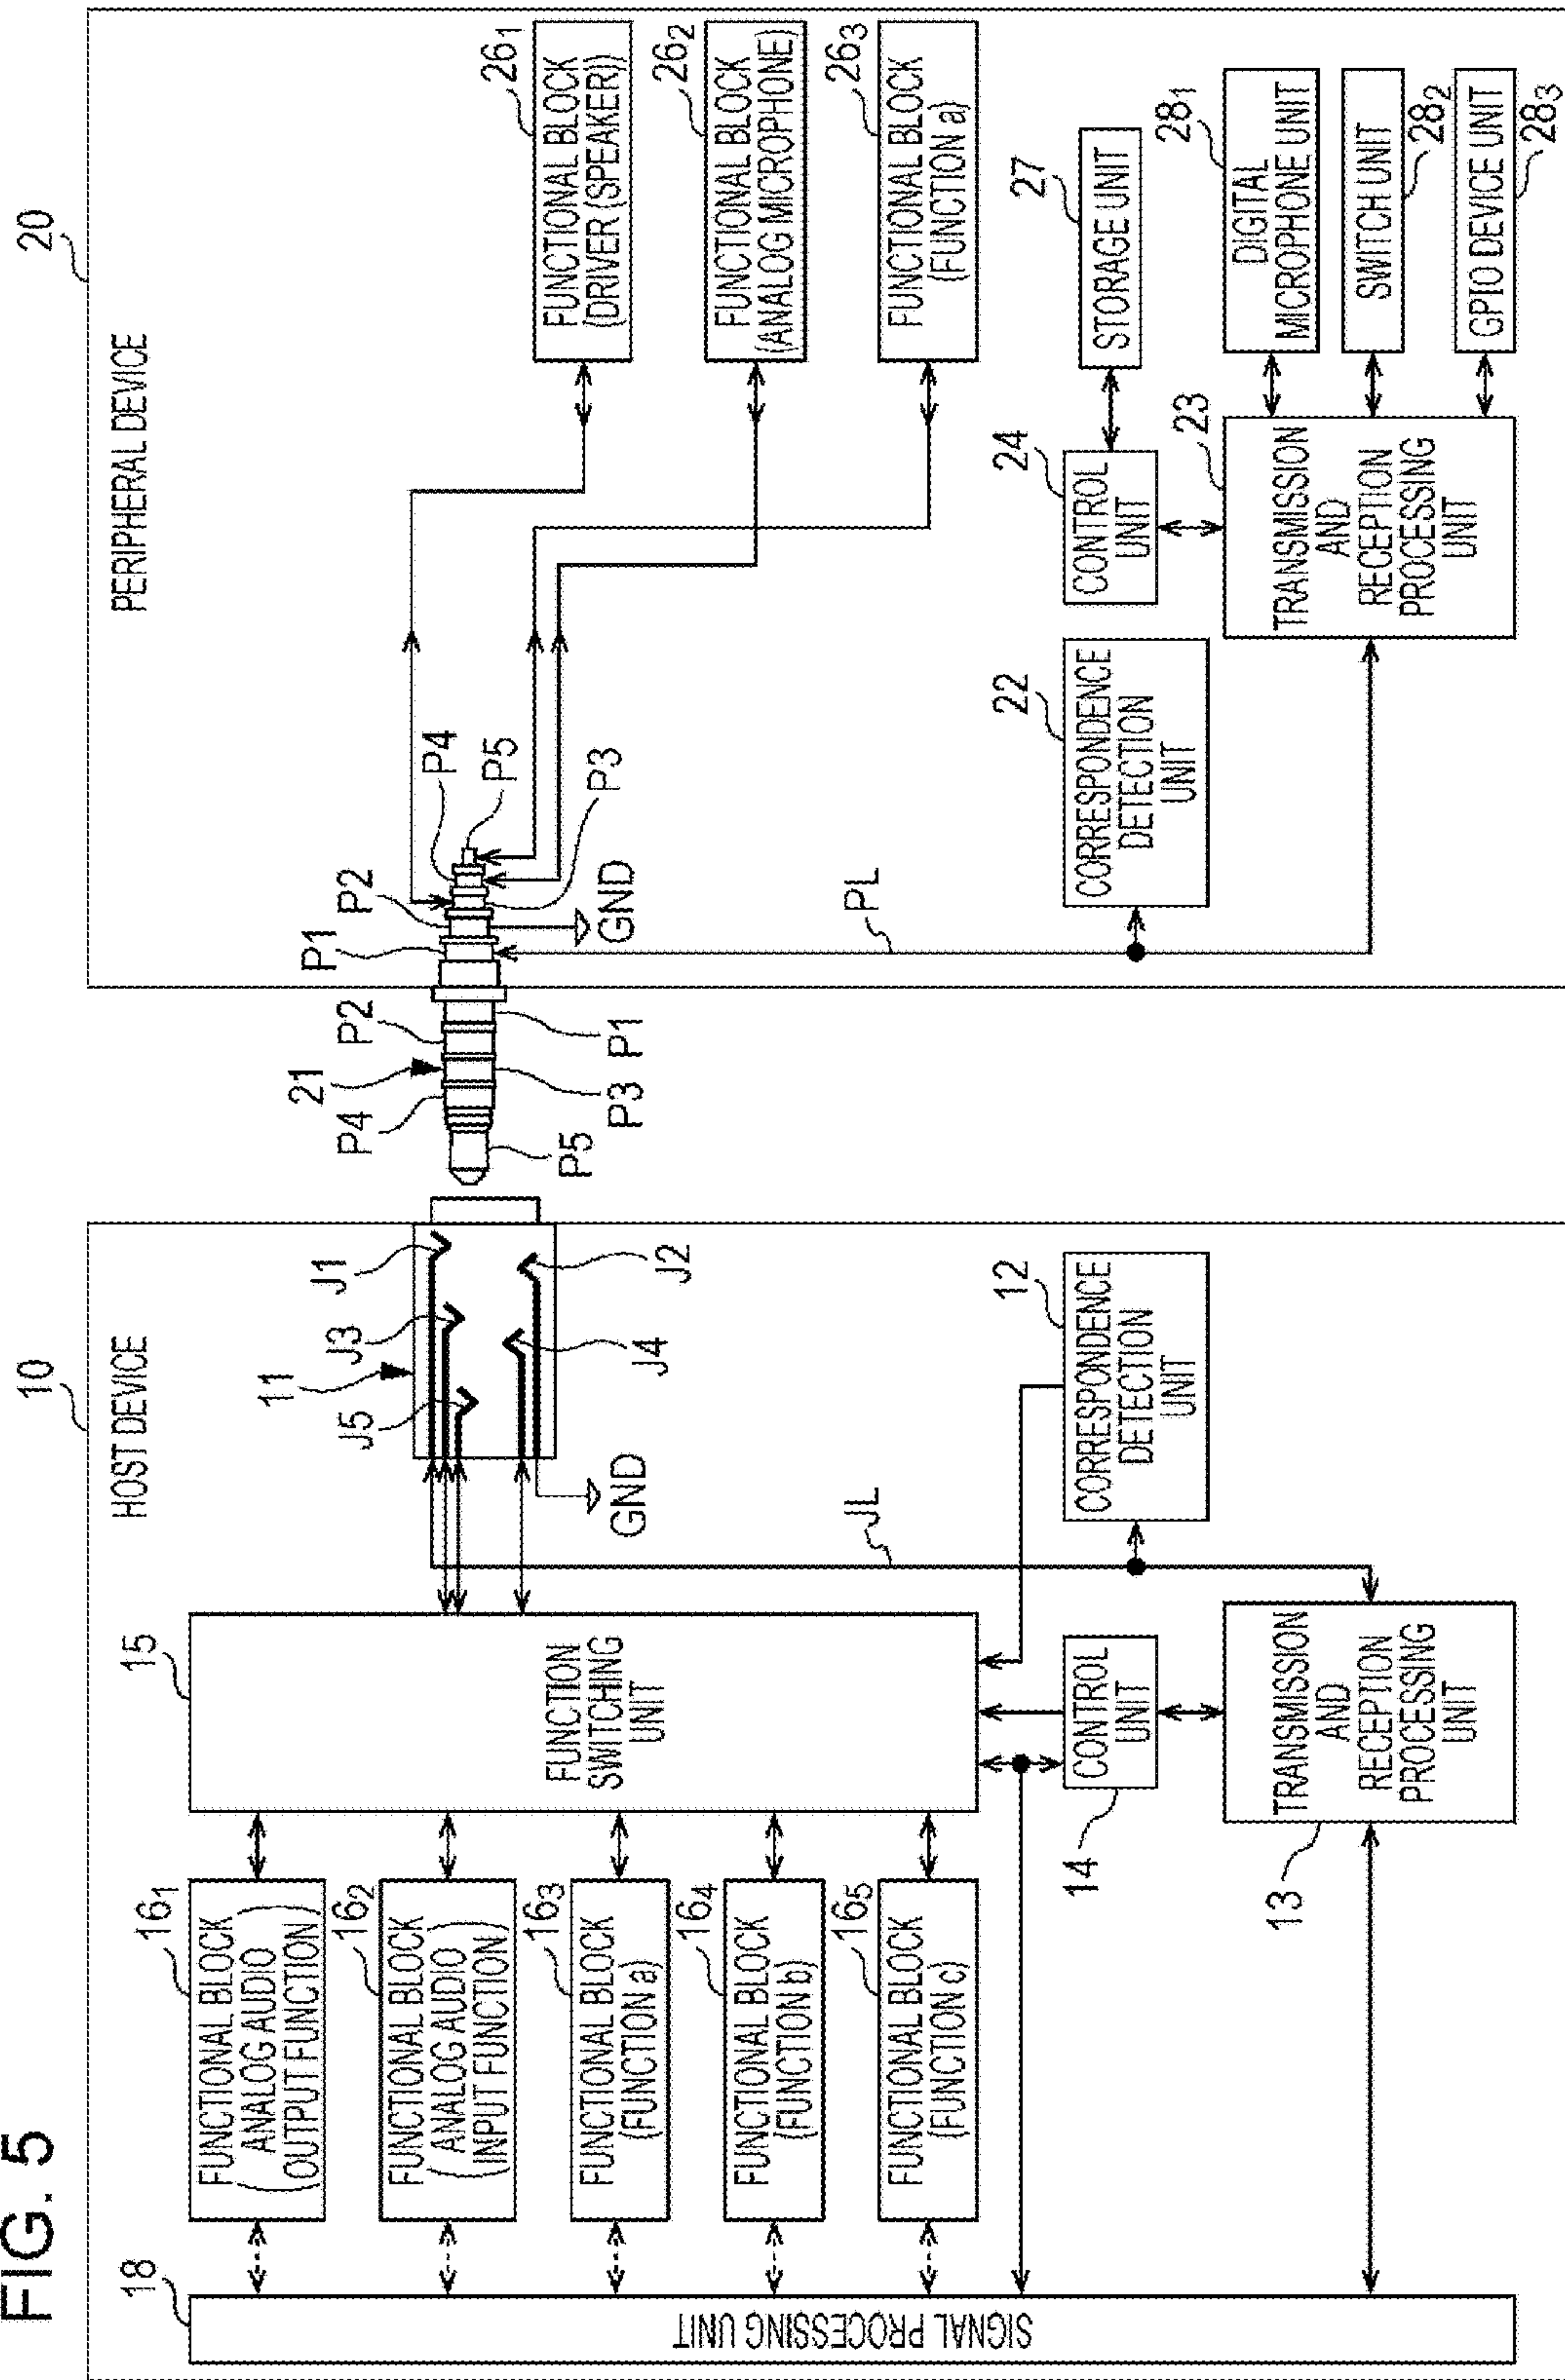 FIG. 5
10
HOST DEVICE
18
SIGNAL PROCESSING UNIT
16₁
FUNCTIONAL BLOCK
(ANALOG AUDIO
OUTPUT FUNCTION)
16₂
FUNCTIONAL BLOCK
(ANALOG AUDIO
INPUT FUNCTION)
16₃
FUNCTIONAL BLOCK
(FUNCTION a)
16₄
FUNCTIONAL BLOCK
(FUNCTION b)
16₅
FUNCTIONAL BLOCK
(FUNCTION c)
15
FUNCTION
SWITCHING
UNIT
14
CONTROL
UNIT
13
TRANSMISSION
AND
RECEPTION
PROCESSING
UNIT
11
J1
J3
J5
J2
J4
GND
JL
12
CORRESPONDENCE
DETECTION
UNIT
21
P4
P2
P5
P3
P1
20
PERIPHERAL DEVICE
P1
P2
P4
P5
P3
GND
PL
22
CORRESPONDENCE
DETECTION
UNIT
24
CONTROL
UNIT
23
TRANSMISSION
AND
RECEPTION
PROCESSING
UNIT
26₁
FUNCTIONAL BLOCK
(DRIVER (SPEAKER))
26₂
FUNCTIONAL BLOCK
(ANALOG MICROPHONE)
26₃
FUNCTIONAL BLOCK
(FUNCTION a)
27
STORAGE UNIT
28₁
DIGITAL
MICROPHONE UNIT
SWITCH UNIT
28₂
GPIO DEVICE UNIT
28₃